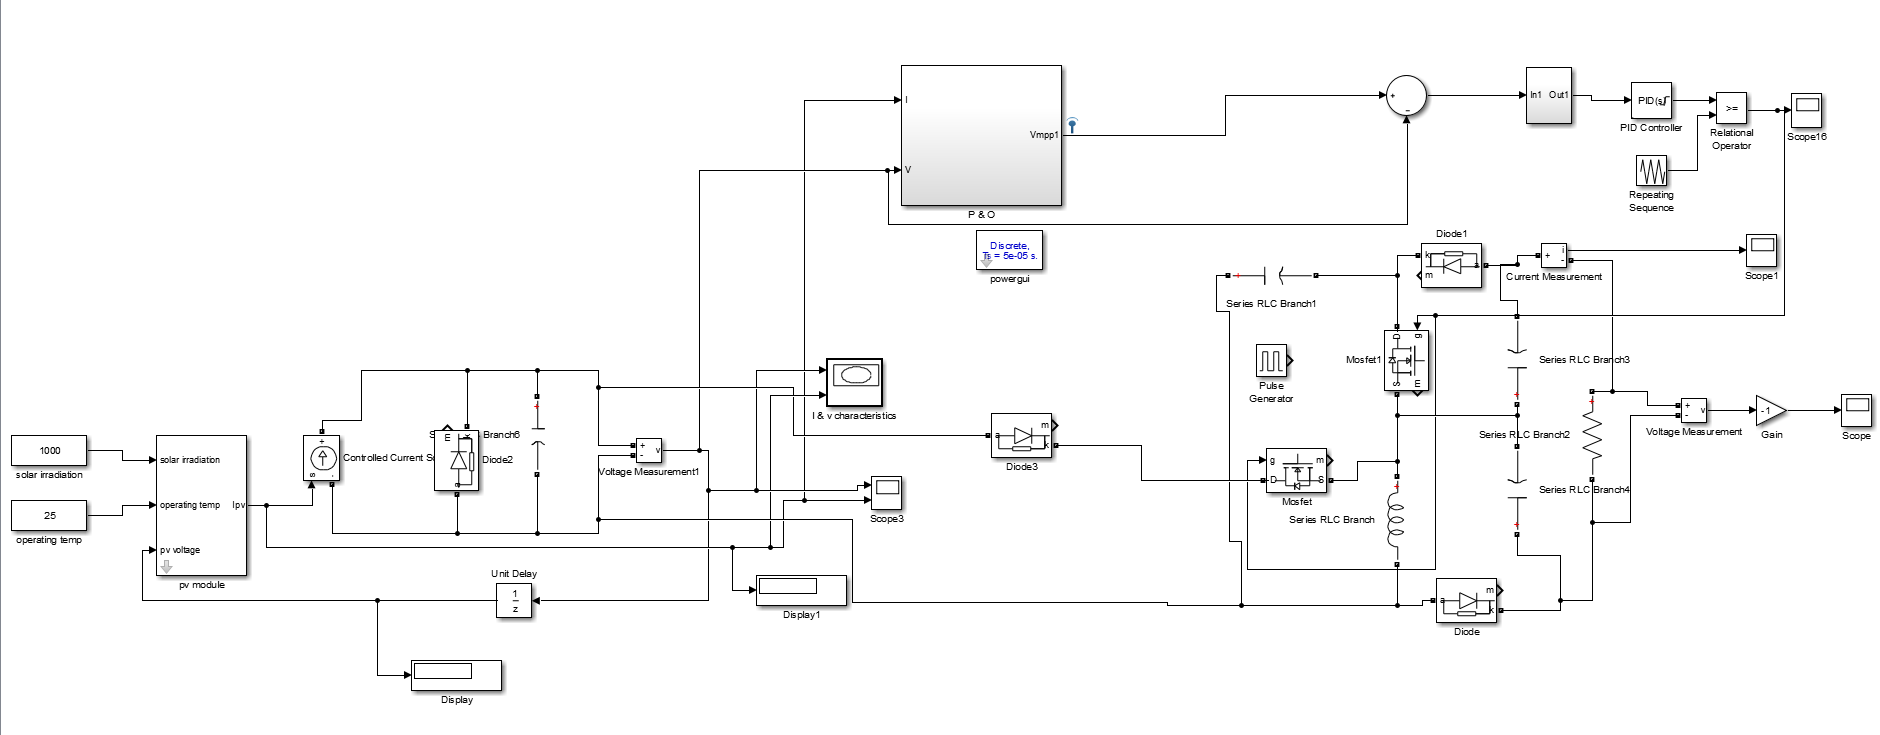 I
V
Vmpp1
P & O
Discrete,
Ts = 5e-05 s.
powergui
+
-
In1 Out1
PID(s)
PID Controller
>=
Relational
Operator
Scope16
Repeating
Sequence
Diode1
k
m
a
+
i
-
Current Measurement
Scope1
Series RLC Branch1
D
g
S
m
Mosfet1
Series RLC Branch3
Pulse
Generator
I & v characteristics
Series RLC Branch2
+
-
v
Voltage Measurement
-1
Gain
Scope
1000
solar irradiation
25
operating temp
solar irradiation
operating temp
pv voltage
Ipv
pv module
+
s
-
Controlled Current S
S
Branch6
m
k
a
Diode2
+
-
v
Voltage Measurement1
a
m
k
Diode3
g
m
D
S
Mosfet
Series RLC Branch4
Series RLC Branch
Scope3
Unit Delay
1
z
Display1
a
m
k
Diode
Display